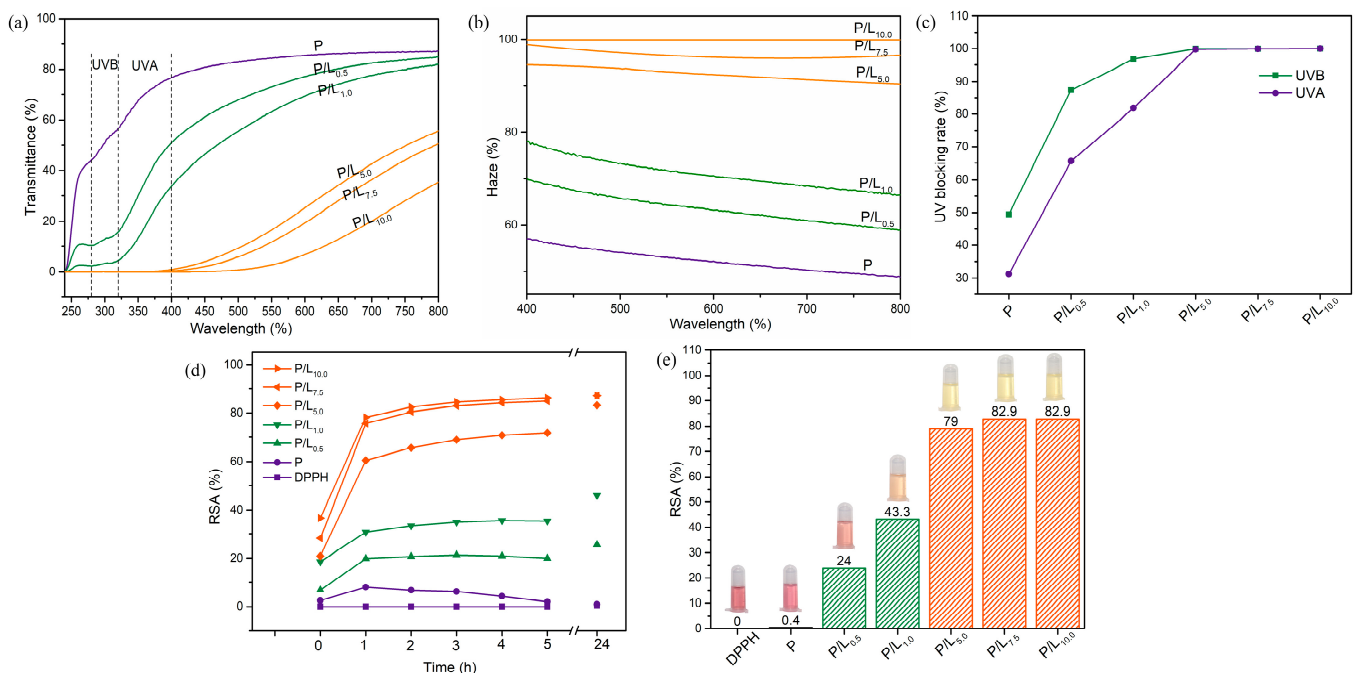 (a)
100
80
60
40
20
0
Transmittance (%)
UVB
UVA
P
P/L0.5
P/L1.0
P/L5.0
P/L7.5
P/L10.0
250 300 350 400 450 500 550 600 650 700 750 800
Wavelength (%)
(b)
100
80
60
Haze (%)
P/L10.0
P/L7.5
P/L5.0
P/L1.0
P/L0.5
P
400 500 600 700 800
Wavelength (%)
(c)
110
100
90
80
70
60
50
40
30
UV blocking rate (%)
UVB
UVA
P P/L0.5 P/L1.0 P/L5.0 P/L7.5 P/L10.0
(d)
100
80
60
40
20
0
RSA (%)
P/L10.0
P/L7.5
P/L5.0
P/L1.0
P/L0.5
P
DPPH
0 1 2 3 4 5 24
Time (h)
(e)
110
100
90
80
70
60
50
40
30
20
10
0
RSA (%)
0
0.4
24
43.3
79
82.9
82.9
DPPH P P/L0.5 P/L1.0 P/L5.0 P/L7.5 P/L10.0